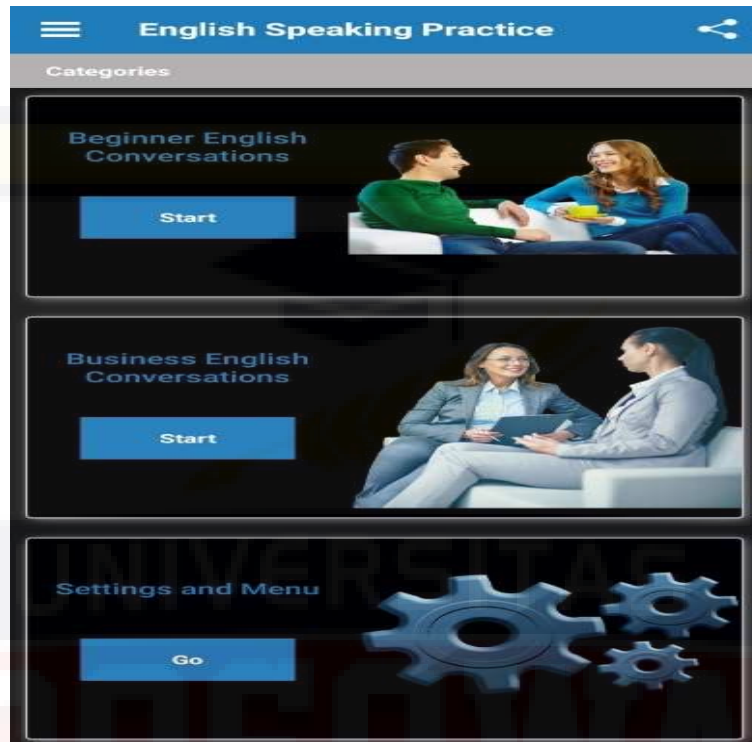 English Speaking Practice
Categories
Beginner English
Conversations
Start
Business English
Conversations
Start
Settings and Menu
Go
UNIVERSITAS